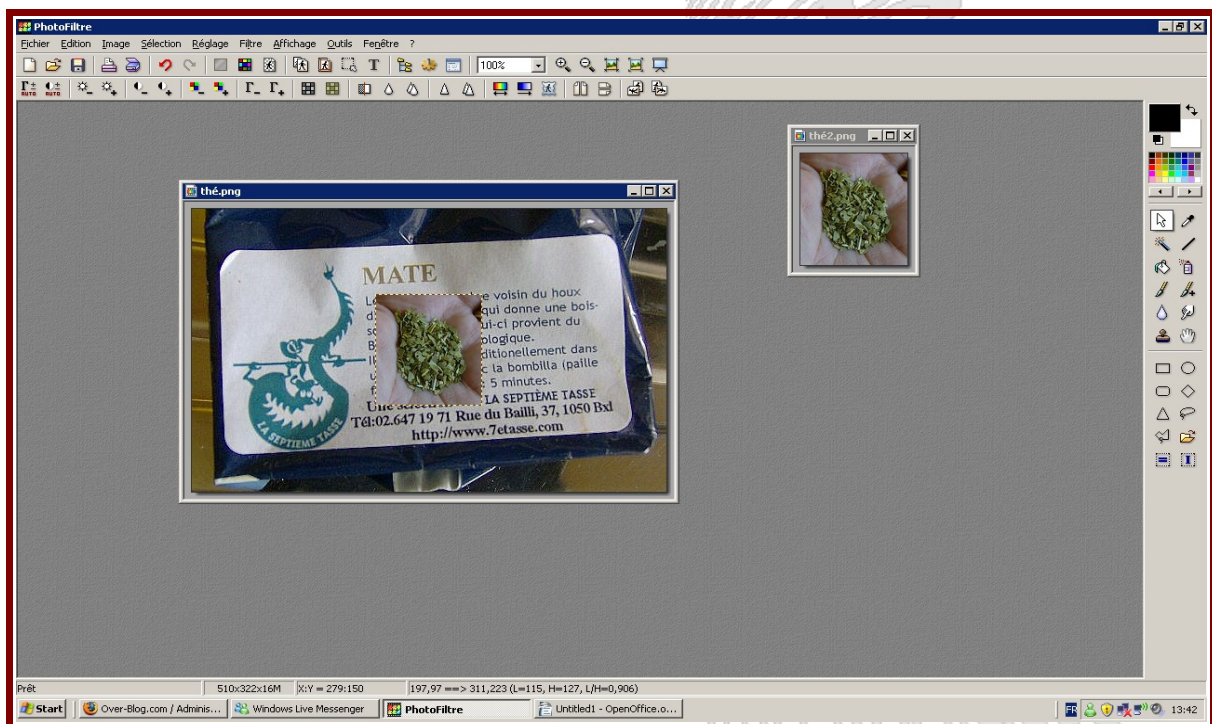 PhotoFiltre
Fichier Edition Image Sélection Réglage Filtre Affichage Outils Fenêtre ?
100%
thé2.png
thé.png
MATE
e voisin du houx
qui donne une bois-
ui-ci provient du
ologique.
ditionellement dans
c la bombilla (paille
5 minutes.
LA SEPTIÈME TASSE
Tél:02.647 19 71 Rue du Bailli, 37, 1050 Bxl
http://www.7etasse.com
LA SEPTIEME TASSE
Prêt 510x322x16M X:Y = 279:150 197,97 ==> 311,223 (L=115, H=127, L/H=0,906)
Start Over-Blog.com / Adminis... Windows Live Messenger PhotoFiltre Untitled1 - OpenOffice.o... FR 13:42